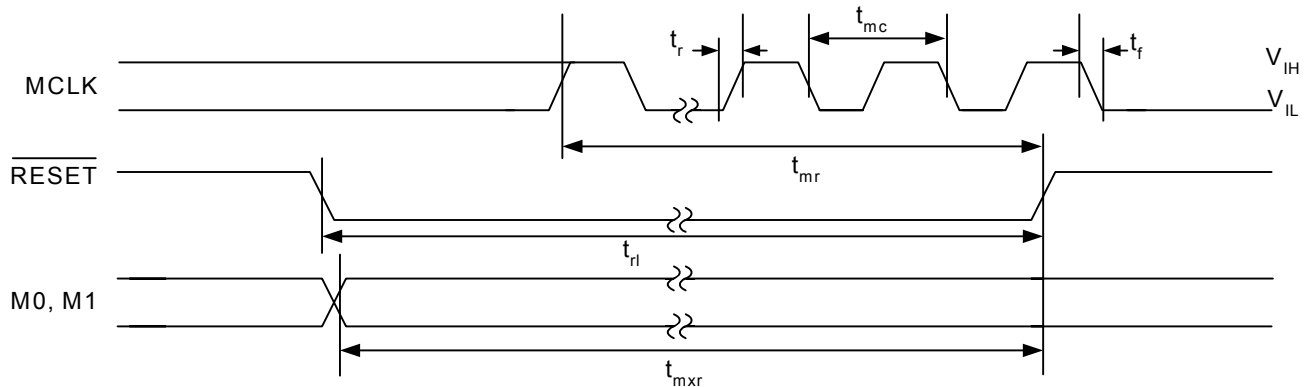 t_mc
t_r
t_f
MCLK
V_IH
V_IL
t_mr
RESET
t_rl
M0, M1
t_mxr